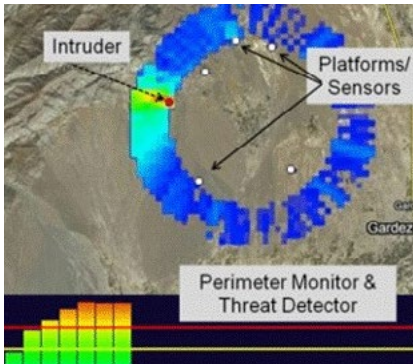 Intruder
Platforms/
Sensors
Gardez
Perimeter Monitor &
Threat Detector